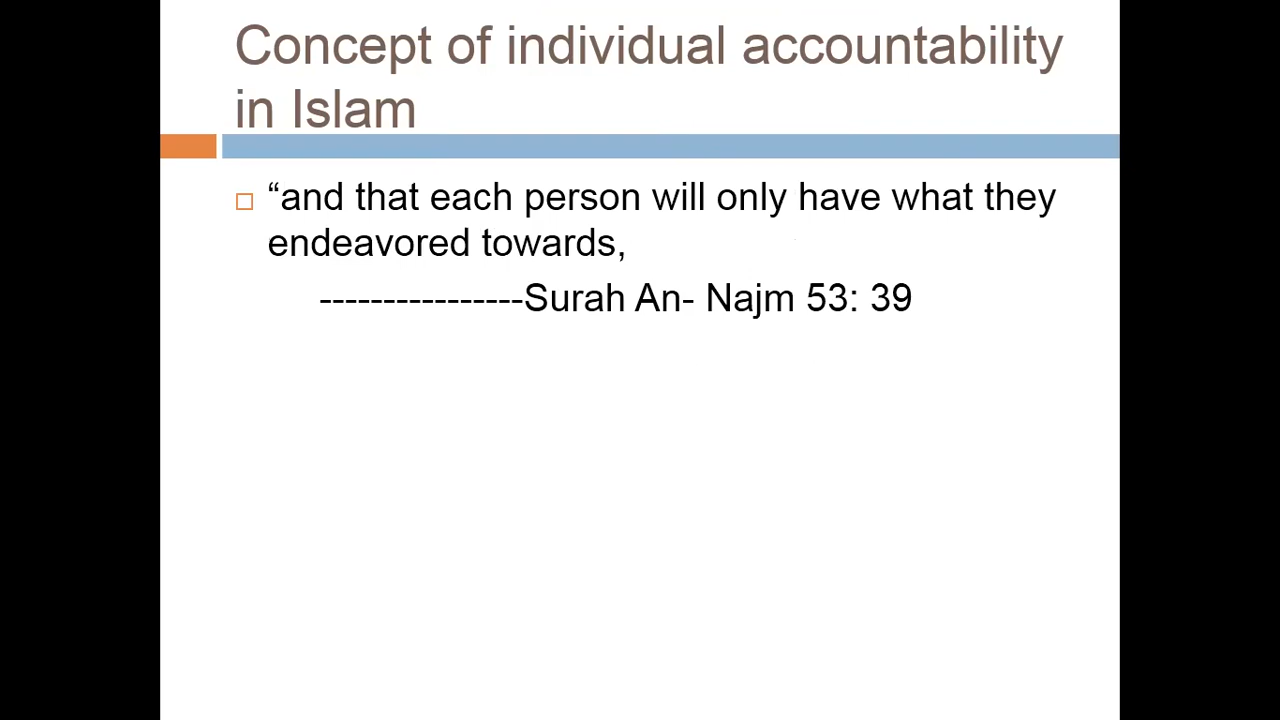 Concept of individual accountability
in Islam
“and that each person will only have what they
endeavored towards,
----------------Surah An- Najm 53: 39